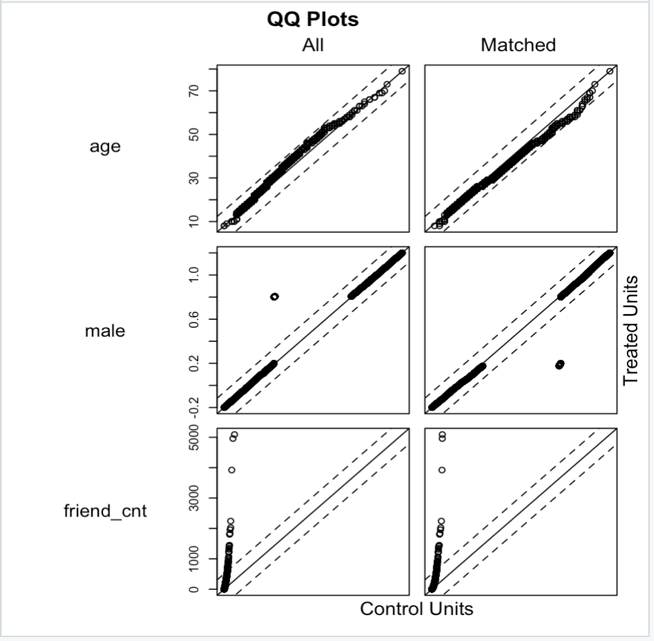 QQ Plots
All Matched
age
70
50
30
10
male
1.0
0.6
0.2
-0.2
Treated Units
friend_cnt
5000
3000
1000
0
Control Units